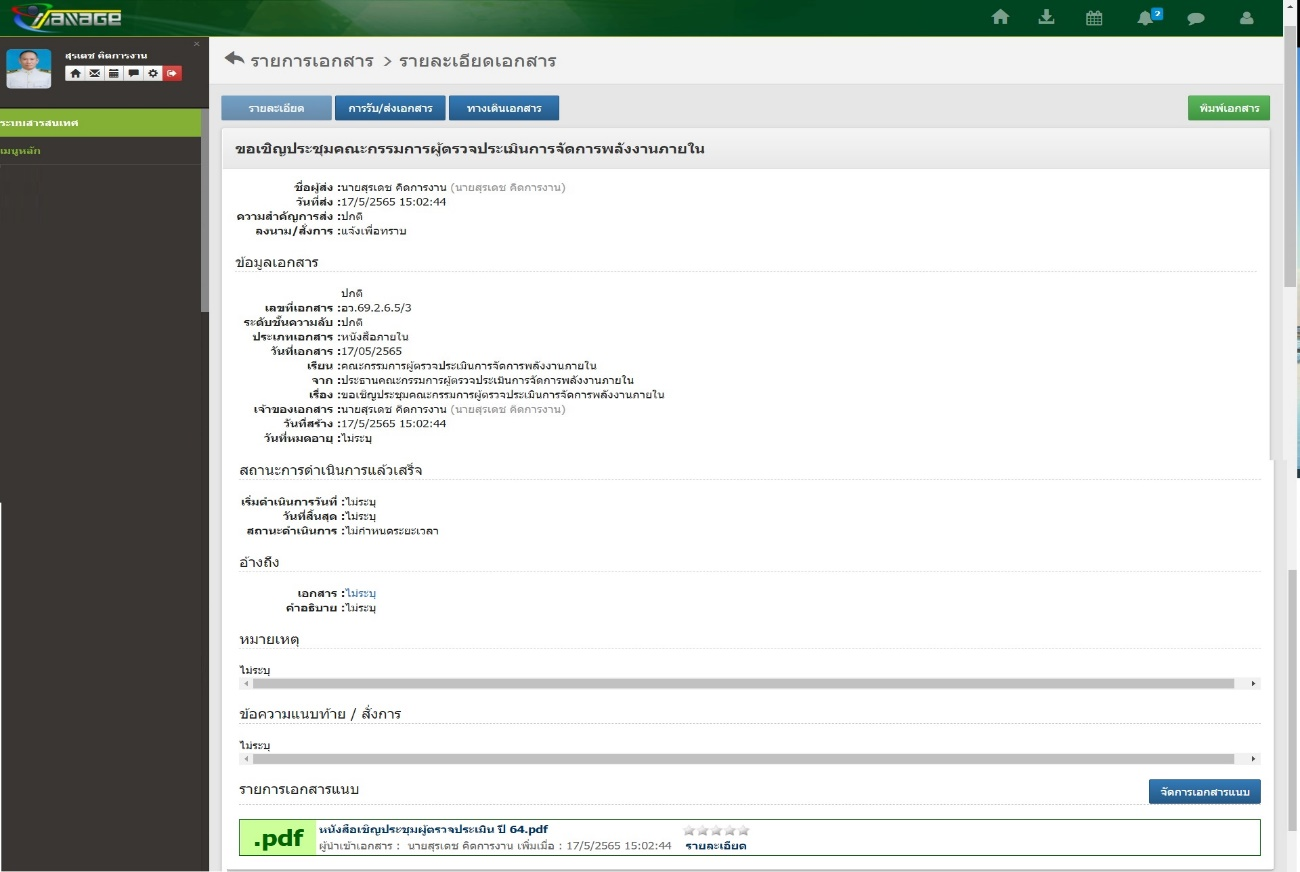 MANAGE
2
สุรเดช คิดการงาน
×
รายการเอกสาร > รายละเอียดเอกสาร
รายละเอียด
การรับ/ส่งเอกสาร
ทางเดินเอกสาร
พิมพ์เอกสาร
ระบบสารสนเทศ
เมนูหลัก
ขอเชิญประชุมคณะกรรมการผู้ตรวจประเมินการจัดการพลังงานภายใน
ชื่อผู้ส่ง :นายสุรเดช คิดการงาน (นายสุรเดช คิดการงาน)
วันที่ส่ง :17/5/2565 15:02:44
ความสำคัญการส่ง :ปกติ
ลงนาม/สั่งการ :แจ้งเพื่อทราบ
ข้อมูลเอกสาร
ปกติ
เลขที่เอกสาร :อว.69.2.6.5/3
ระดับชั้นความลับ :ปกติ
ประเภทเอกสาร :หนังสือภายใน
วันที่เอกสาร :17/05/2565
เรียน :คณะกรรมการผู้ตรวจประเมินการจัดการพลังงานภายใน
จาก :ประธานคณะกรรมการผู้ตรวจประเมินการจัดการพลังงานภายใน
เรื่อง :ขอเชิญประชุมคณะกรรมการผู้ตรวจประเมินการจัดการพลังงานภายใน
เจ้าของเอกสาร :นายสุรเดช คิดการงาน (นายสุรเดช คิดการงาน)
วันที่สร้าง :17/5/2565 15:02:44
วันที่หมดอายุ :ไม่ระบุ
สถานะการดำเนินการแล้วเสร็จ
เริ่มดำเนินการวันที่ :ไม่ระบุ
วันที่สิ้นสุด :ไม่ระบุ
สถานะดำเนินการ :ไม่กำหนดระยะเวลา
อ้างถึง
เอกสาร :ไม่ระบุ
คำอธิบาย :ไม่ระบุ
หมายเหตุ
ไม่ระบุ
ข้อความแนบท้าย / สั่งการ
ไม่ระบุ
รายการเอกสารแนบ
จัดการเอกสารแนบ
.pdf
หนังสือเชิญประชุมผู้ตรวจประเมิน ปี 64.pdf
ผู้นำเข้าเอกสาร : นายสุรเดช คิดการงาน เพิ่มเมื่อ : 17/5/2565 15:02:44 รายละเอียด